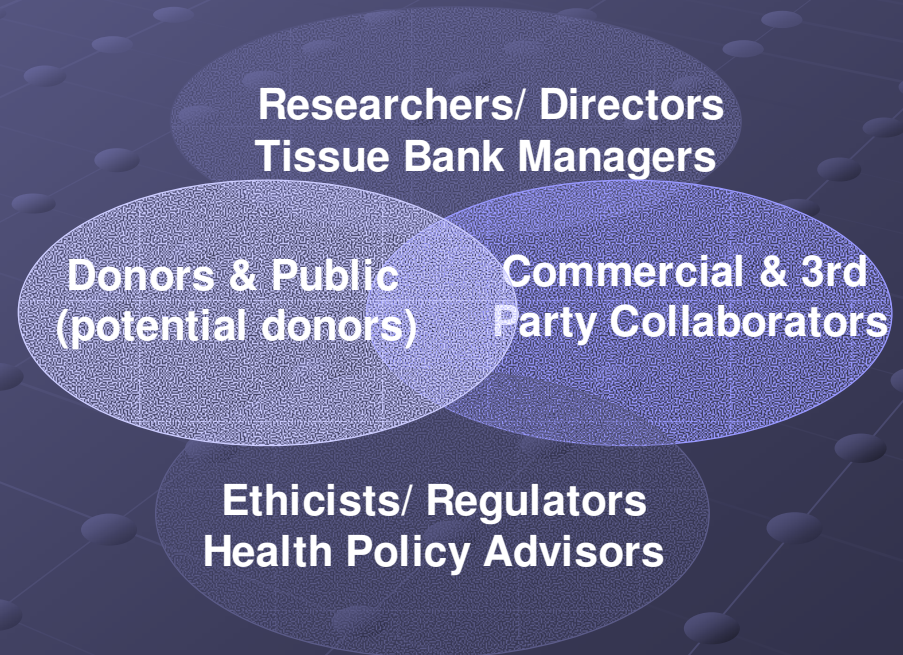 Researchers/ Directors
Tissue Bank Managers
Donors & Public
(potential donors)
Commercial & 3rd
Party Collaborators
Ethicists/ Regulators
Health Policy Advisors